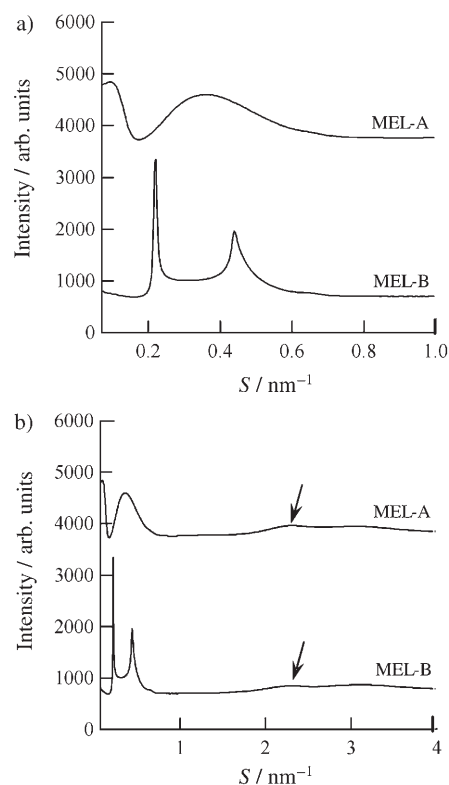 a)
6000
5000
4000
3000
2000
1000
0
Intensity / arb. units
MEL-A
MEL-B
0.2 0.4 0.6 0.8 1.0
S / nm⁻¹
b)
6000
5000
4000
3000
2000
1000
0
Intensity / arb. units
MEL-A
MEL-B
1 2 3 4
S / nm⁻¹